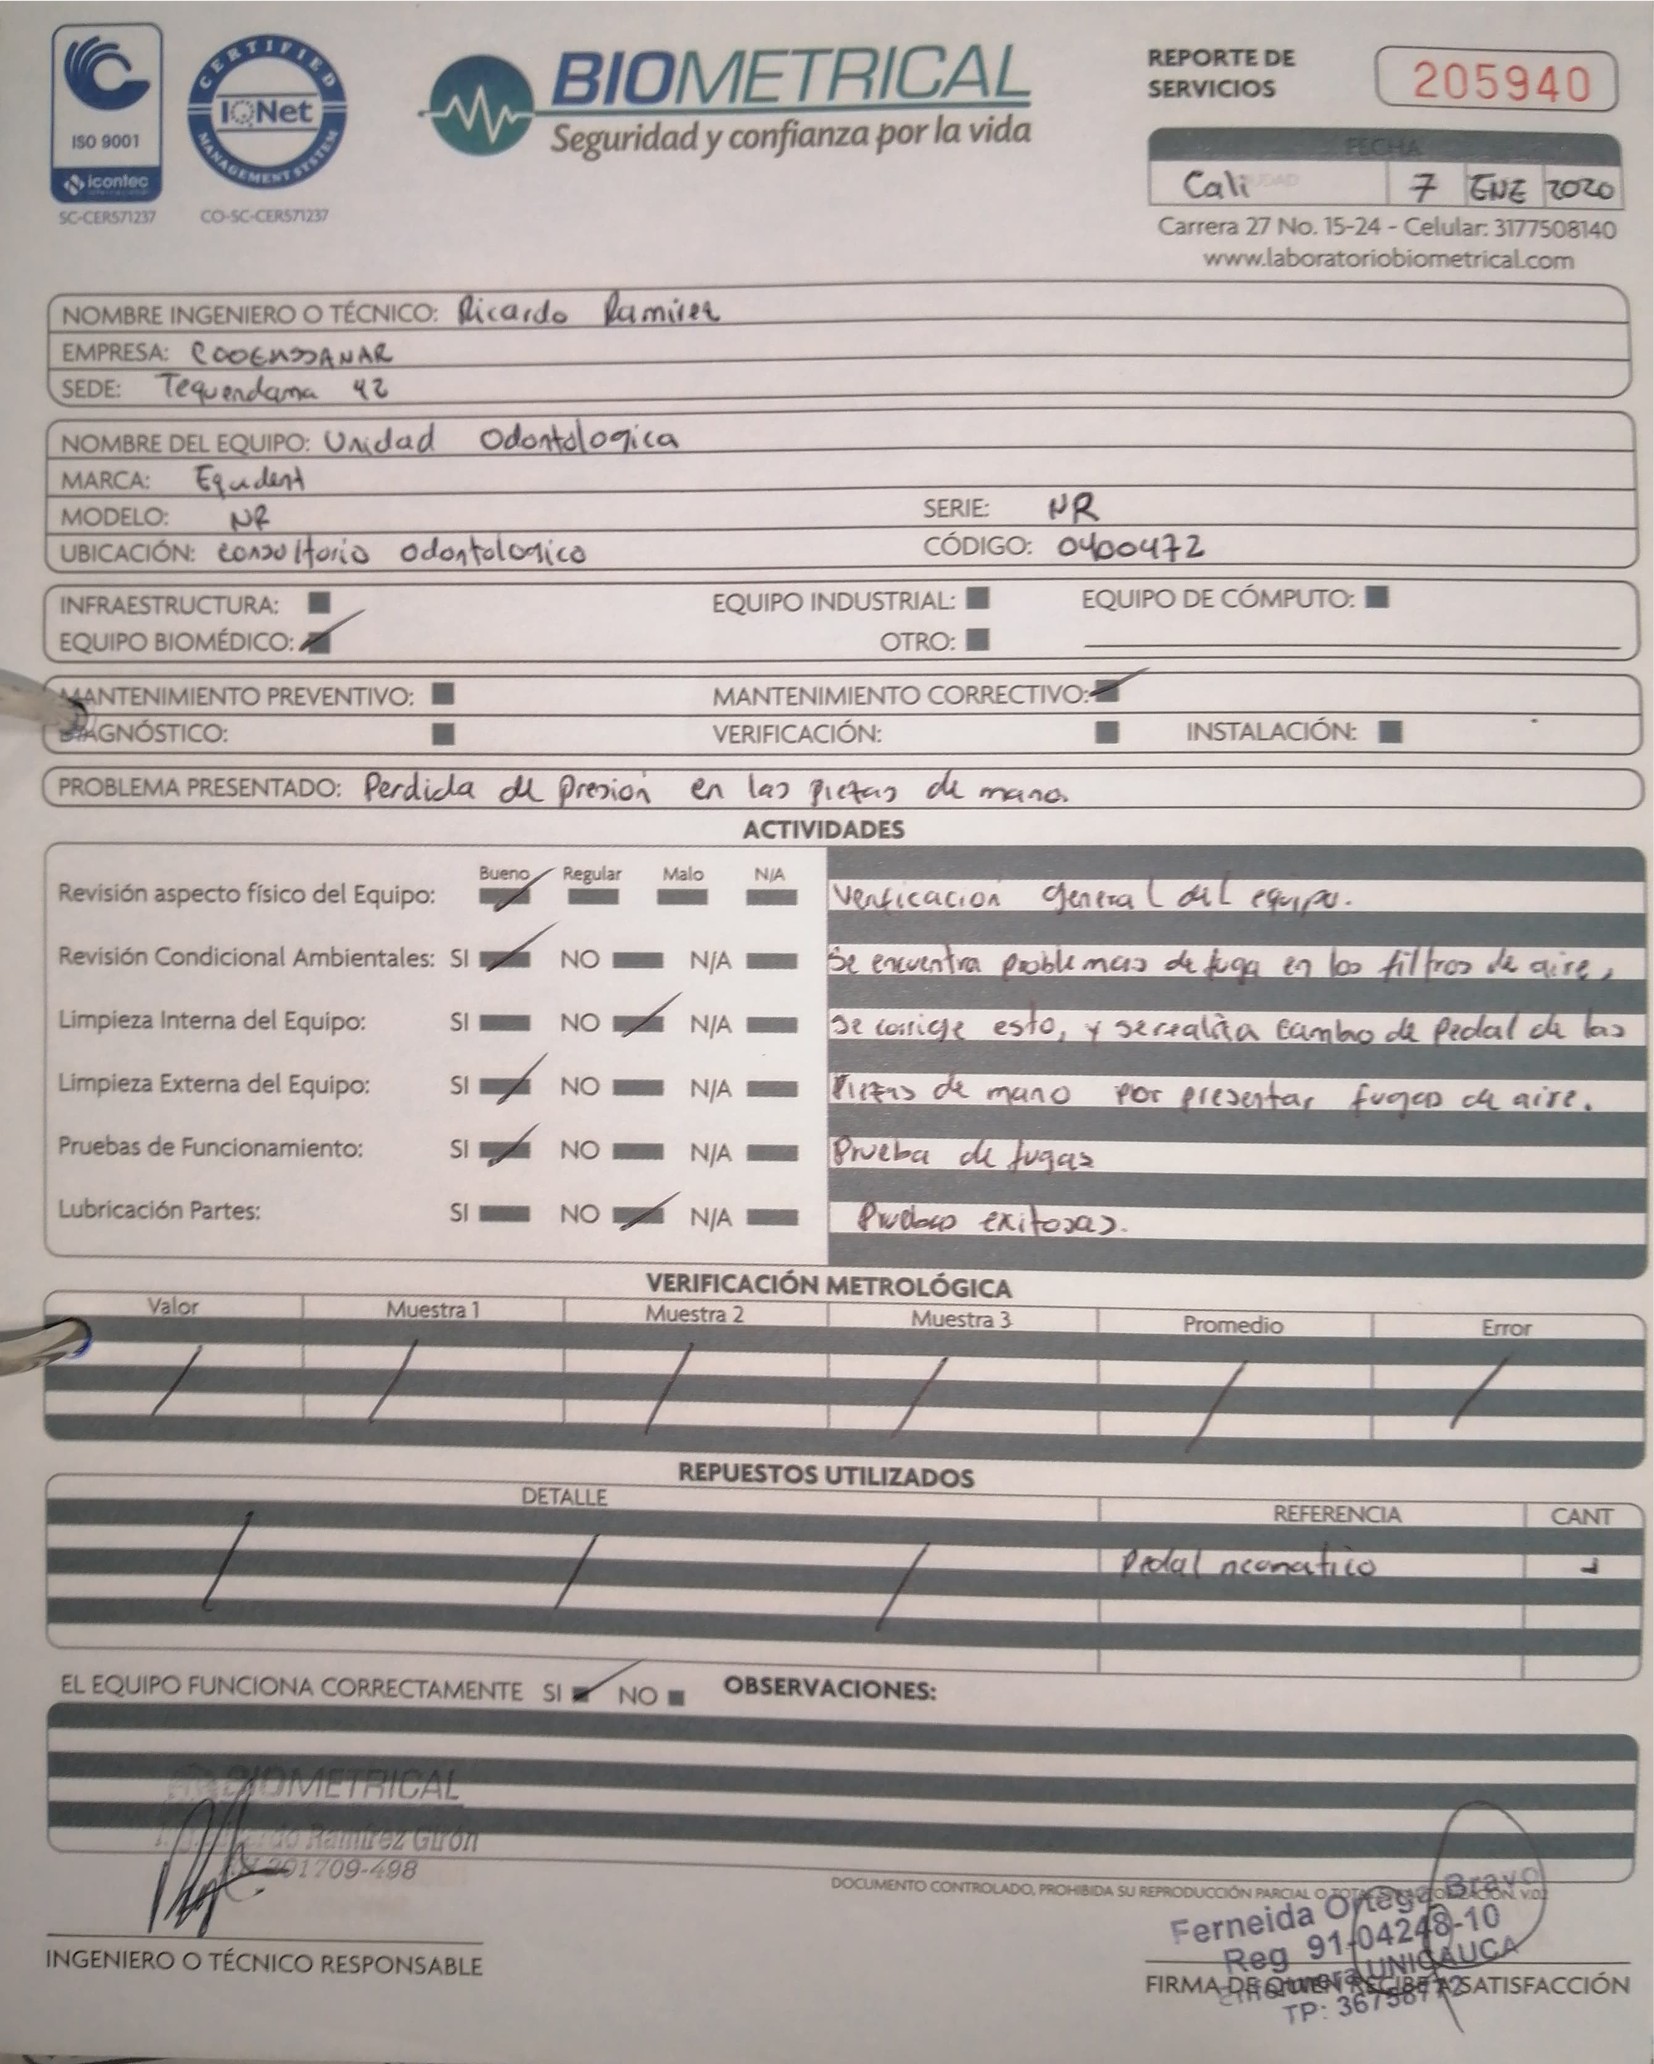 ISO 9001
icontec
internacional
SC-CER571237
CERTIFIED
IQNet
MANAGEMENT SYSTEM
CO-SC-CER571237
BIOMETRICAL
Seguridad y confianza por la vida
REPORTE DE
SERVICIOS
205940
FECHA
Cali 7 ENE 2020
Carrera 27 No. 15-24 - Celular: 3177508140
www.laboratoriobiometrical.com
NOMBRE INGENIERO O TÉCNICO: Ricardo Ramirez
EMPRESA: COOEMSSANAR
SEDE: Tequendama 42
NOMBRE DEL EQUIPO: Unidad Odontologica
MARCA: Equdent
MODELO: NR SERIE: NR
UBICACIÓN: consultorio odontologico CÓDIGO: 0400472
INFRAESTRUCTURA: EQUIPO INDUSTRIAL: EQUIPO DE CÓMPUTO:
EQUIPO BIOMÉDICO: OTRO:
MANTENIMIENTO PREVENTIVO: MANTENIMIENTO CORRECTIVO:
DIAGNÓSTICO: VERIFICACIÓN: INSTALACIÓN:
PROBLEMA PRESENTADO: Perdida de presion en las piezas de mano.
ACTIVIDADES
Bueno Regular Malo N/A
Revisión aspecto físico del Equipo: Verificacion general del equipo.
Revisión Condicional Ambientales: SI NO N/A Se encuentra problemas de fuga en los filtros de aire,
Limpieza Interna del Equipo: SI NO N/A se corrige esto, y se realiza cambio de pedal de las
Limpieza Externa del Equipo: SI NO N/A Piezas de mano por presentar fugas de aire.
Pruebas de Funcionamiento: SI NO N/A Prueba de fugas
Lubricación Partes: SI NO N/A Pruebas exitosas.
VERIFICACIÓN METROLÓGICA
Valor Muestra 1 Muestra 2 Muestra 3 Promedio Error
REPUESTOS UTILIZADOS
DETALLE REFERENCIA CANT
Pedal neomatico 1
EL EQUIPO FUNCIONA CORRECTAMENTE SI NO OBSERVACIONES:
BIOMETRICAL
Ramírez Girón
201709-498
INGENIERO O TÉCNICO RESPONSABLE
DOCUMENTO CONTROLADO, PROHIBIDA SU REPRODUCCIÓN PARCIAL O TOTAL SIN AUTORIZACIÓN. V.02
Ferneida Ortega Bravo
Reg 91-04248-10
Enfermera UNICAUCA
TP: 36758772
FIRMA DE QUIEN RECIBE A SATISFACCIÓN